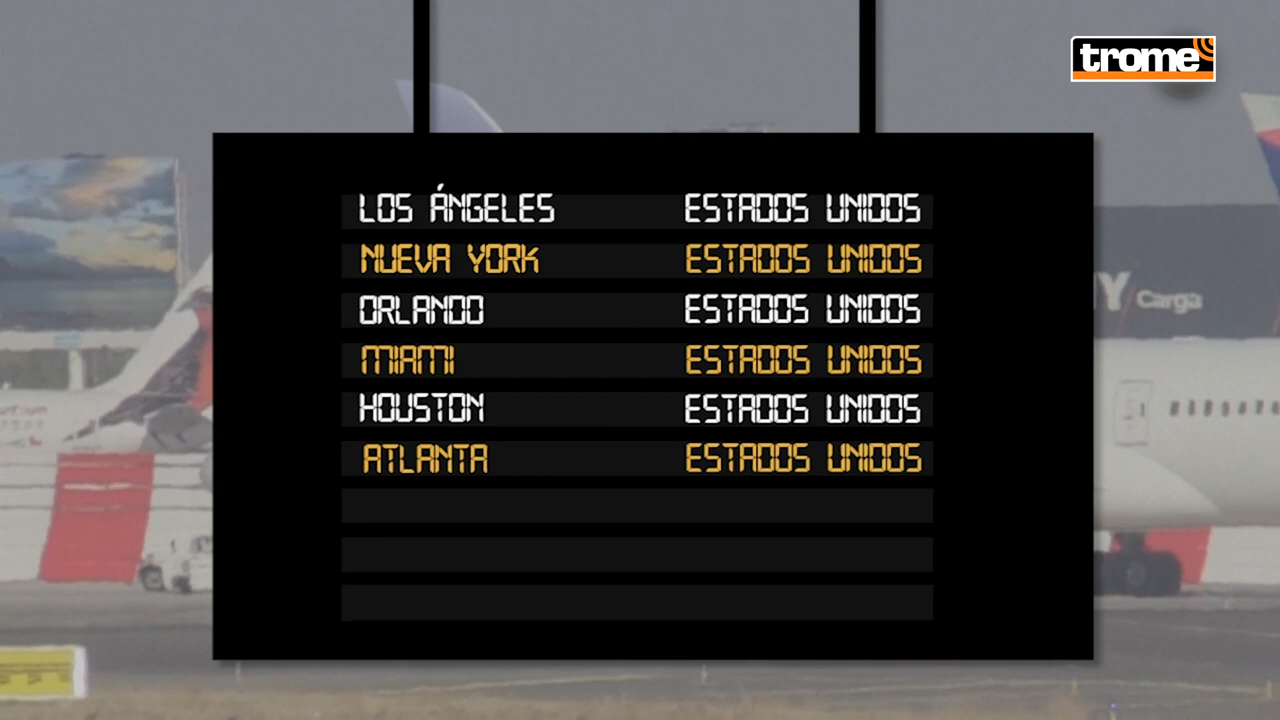 trome
LOS ÁNGELES ESTADOS UNIDOS
NUEVA YORK ESTADOS UNIDOS
ORLANDO ESTADOS UNIDOS
MIAMI ESTADOS UNIDOS
HOUSTON ESTADOS UNIDOS
ATLANTA ESTADOS UNIDOS
Carga